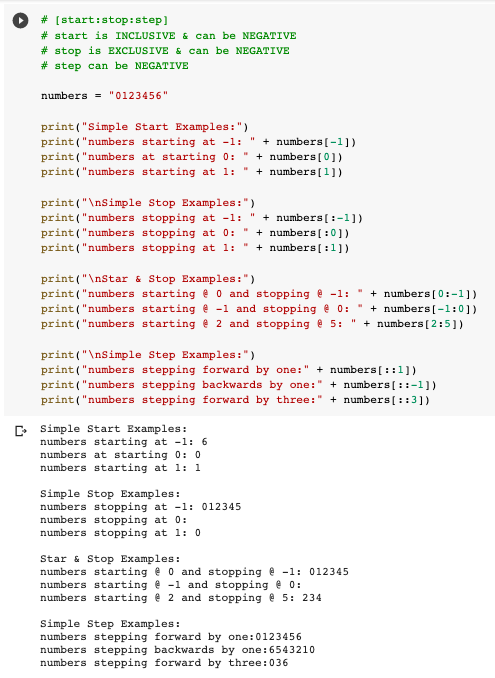 # [start:stop:step]
# start is INCLUSIVE & can be NEGATIVE
# stop is EXCLUSIVE & can be NEGATIVE
# step can be NEGATIVE

numbers = "0123456"

print("Simple Start Examples:")
print("numbers starting at -1: " + numbers[-1])
print("numbers at starting 0: " + numbers[0])
print("numbers starting at 1: " + numbers[1])

print("\nSimple Stop Examples:")
print("numbers stopping at -1: " + numbers[:-1])
print("numbers stopping at 0: " + numbers[:0])
print("numbers stopping at 1: " + numbers[:1])

print("\nStar & Stop Examples:")
print("numbers starting @ 0 and stopping @ -1: " + numbers[0:-1])
print("numbers starting @ -1 and stopping @ 0: " + numbers[-1:0])
print("numbers starting @ 2 and stopping @ 5: " + numbers[2:5])

print("\nSimple Step Examples:")
print("numbers stepping forward by one:" + numbers[::1])
print("numbers stepping backwards by one:" + numbers[::-1])
print("numbers stepping forward by three:" + numbers[::3])

Simple Start Examples:
numbers starting at -1: 6
numbers at starting 0: 0
numbers starting at 1: 1

Simple Stop Examples:
numbers stopping at -1: 012345
numbers stopping at 0:
numbers stopping at 1: 0

Star & Stop Examples:
numbers starting @ 0 and stopping @ -1: 012345
numbers starting @ -1 and stopping @ 0:
numbers starting @ 2 and stopping @ 5: 234

Simple Step Examples:
numbers stepping forward by one:0123456
numbers stepping backwards by one:6543210
numbers stepping forward by three:036